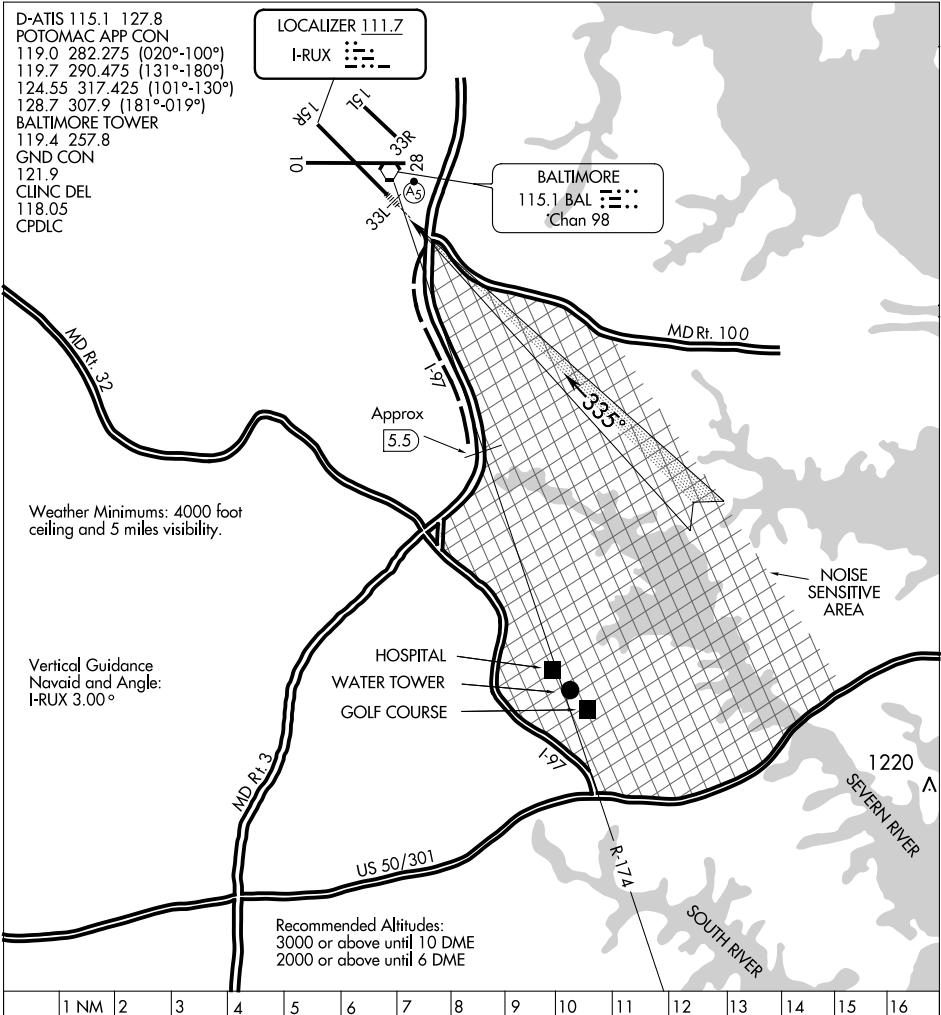 D-ATIS 115.1 127.8
POTOMAC APP CON
119.0 282.275 (020°-100°)
119.7 290.475 (131°-180°)
124.55 317.425 (101°-130°)
128.7 307.9 (181°-019°)
BALTIMORE TOWER
119.4 257.8
GND CON
121.9
CLINC DEL
118.05
CPDLC
LOCALIZER 111.7
I-RUX
15R
15L
33R
10
28
A5
33L
BALTIMORE
115.1 BAL
Chan 98
MD Rt. 32
I-97
MD Rt. 100
335°
Approx
5.5
Weather Minimums: 4000 foot
ceiling and 5 miles visibility.
NOISE
SENSITIVE
AREA
Vertical Guidance
Navaid and Angle:
I-RUX 3.00°
HOSPITAL
WATER TOWER
GOLF COURSE
I-97
MD Rt. 3
1220
SEVERN RIVER
US 50/301
R-174
SOUTH RIVER
Recommended Altitudes:
3000 or above until 10 DME
2000 or above until 6 DME
1 NM 2 3 4 5 6 7 8 9 10 11 12 13 14 15 16